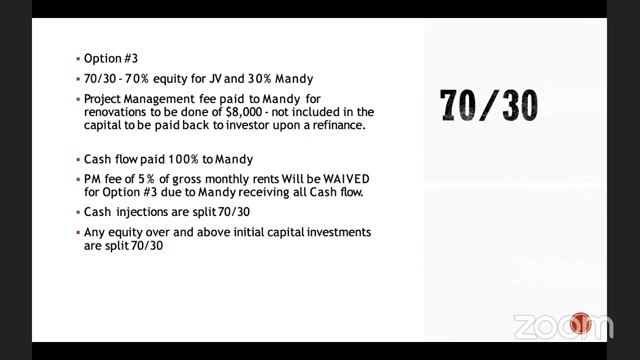 Option #3
70/30 - 70% equity for JV and 30% Mandy
Project Management fee paid to Mandy for
renovations to be done of $8,000 - not included in the
capital to be paid back to investor upon a refinance.
Cash flow paid 100% to Mandy
PM fee of 5% of gross monthly rents Will be WAIVED
for Option #3 due to Mandy receiving all Cash flow.
Cash injections are split 70/30
Any equity over and above initial capital investments
are split 70/30
70/30
zoom